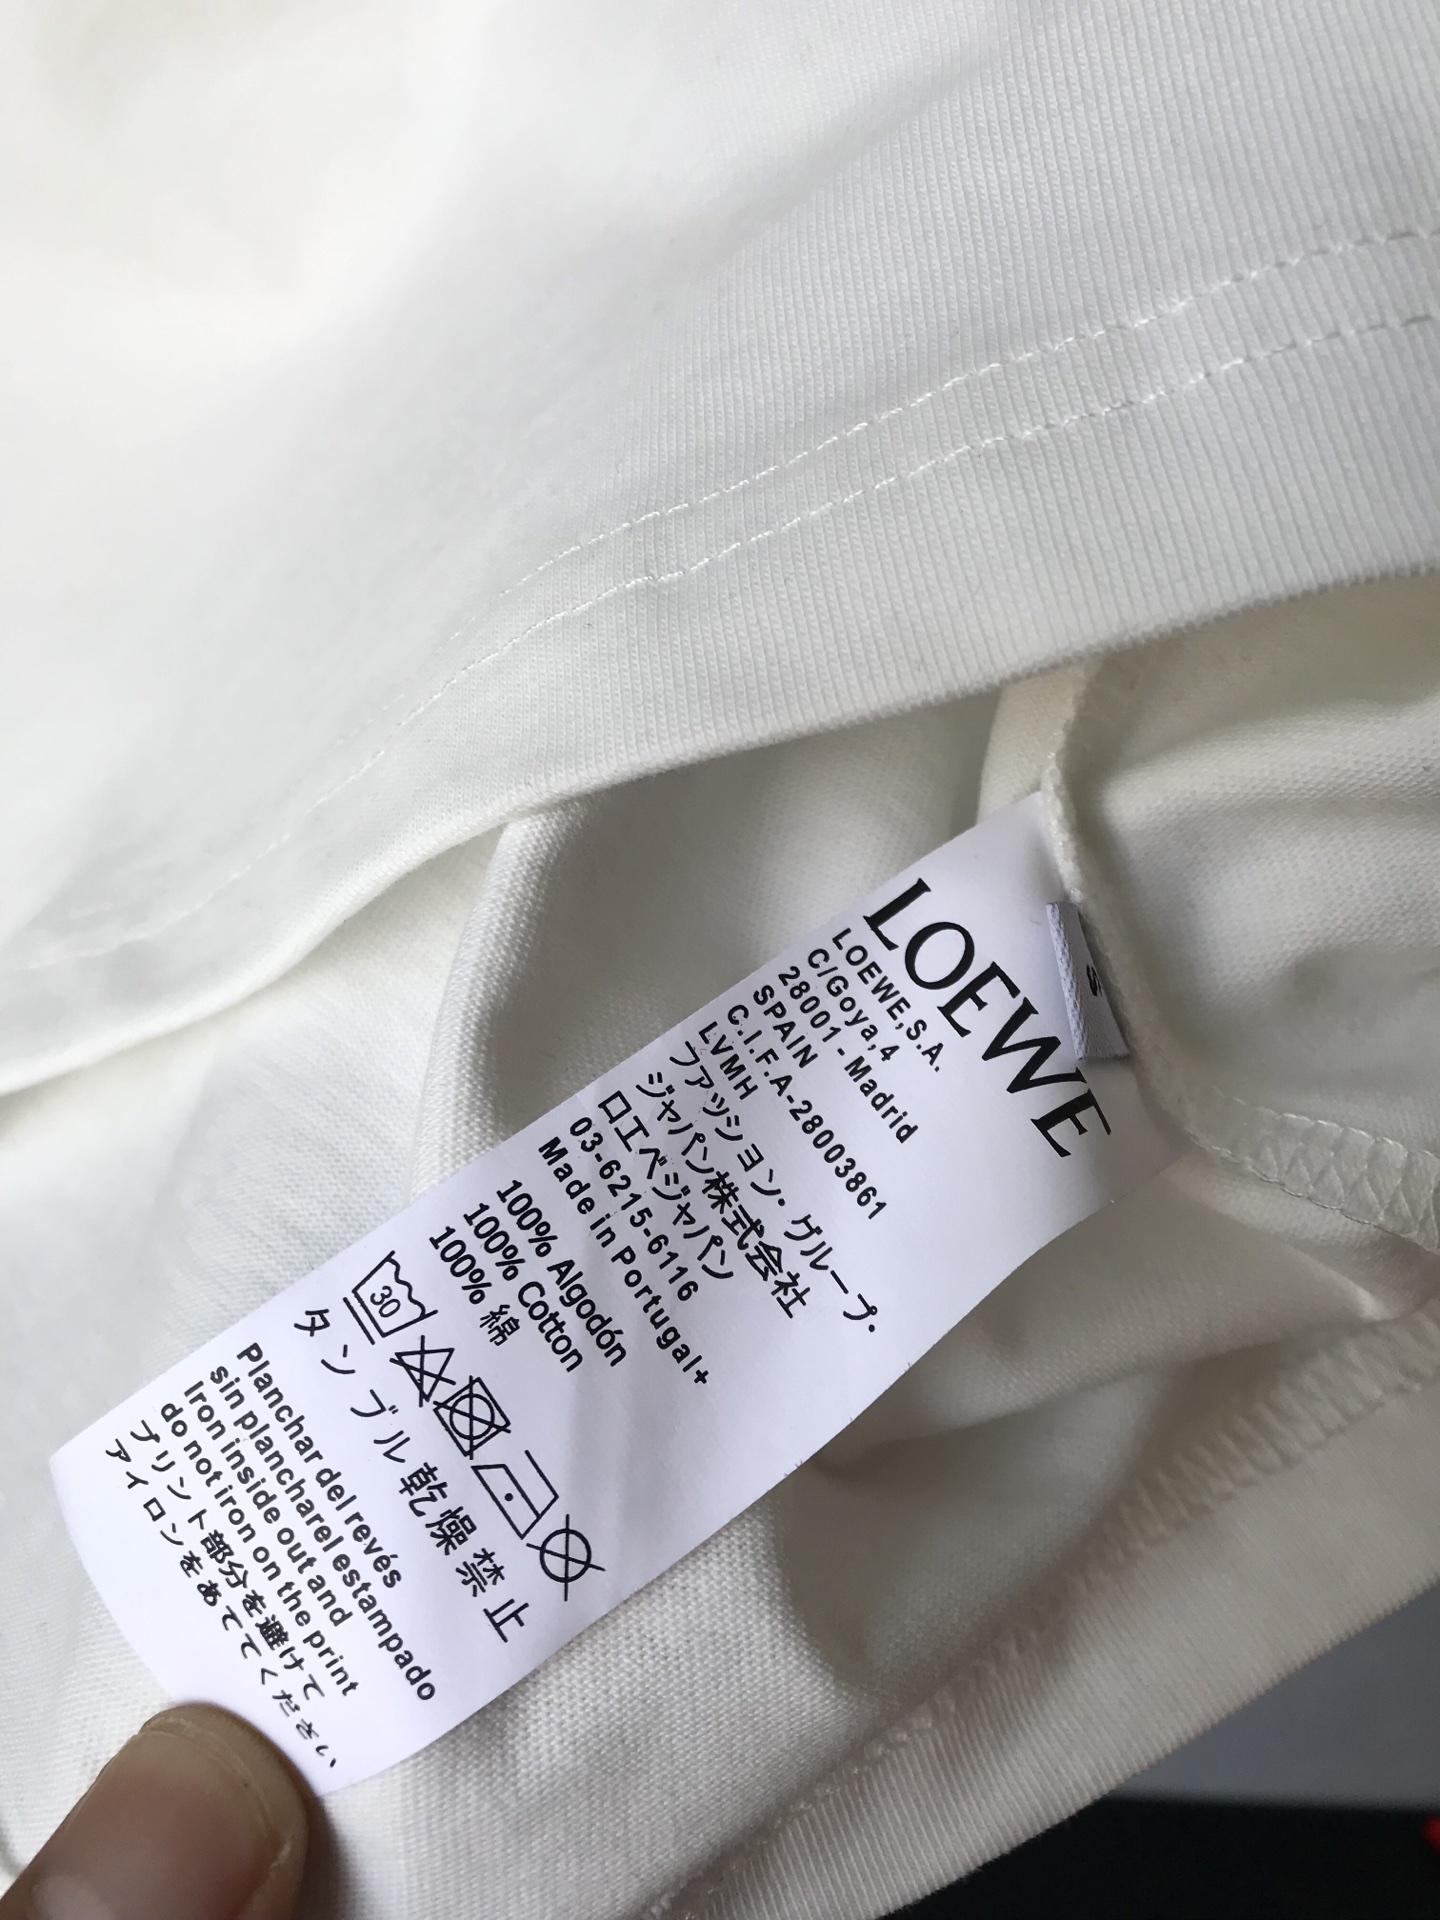 LOEWE
LOEWE,S.A.
C/Goya,4
28001-Madrid
SPAIN
C.I.F.A-28003861
LVMH
ファッション・グループ・
ジャパン株式会社
ロエベジャパン
03-6215-6116
Made in Portugal+
100% Algodón
100% Cotton
100% 綿
30
タンブル乾燥禁止
Planchar del revés
sin plancharel estampado
Iron inside out and
do not iron on the print
プリント部分を避けて
アイロンをあててください
S